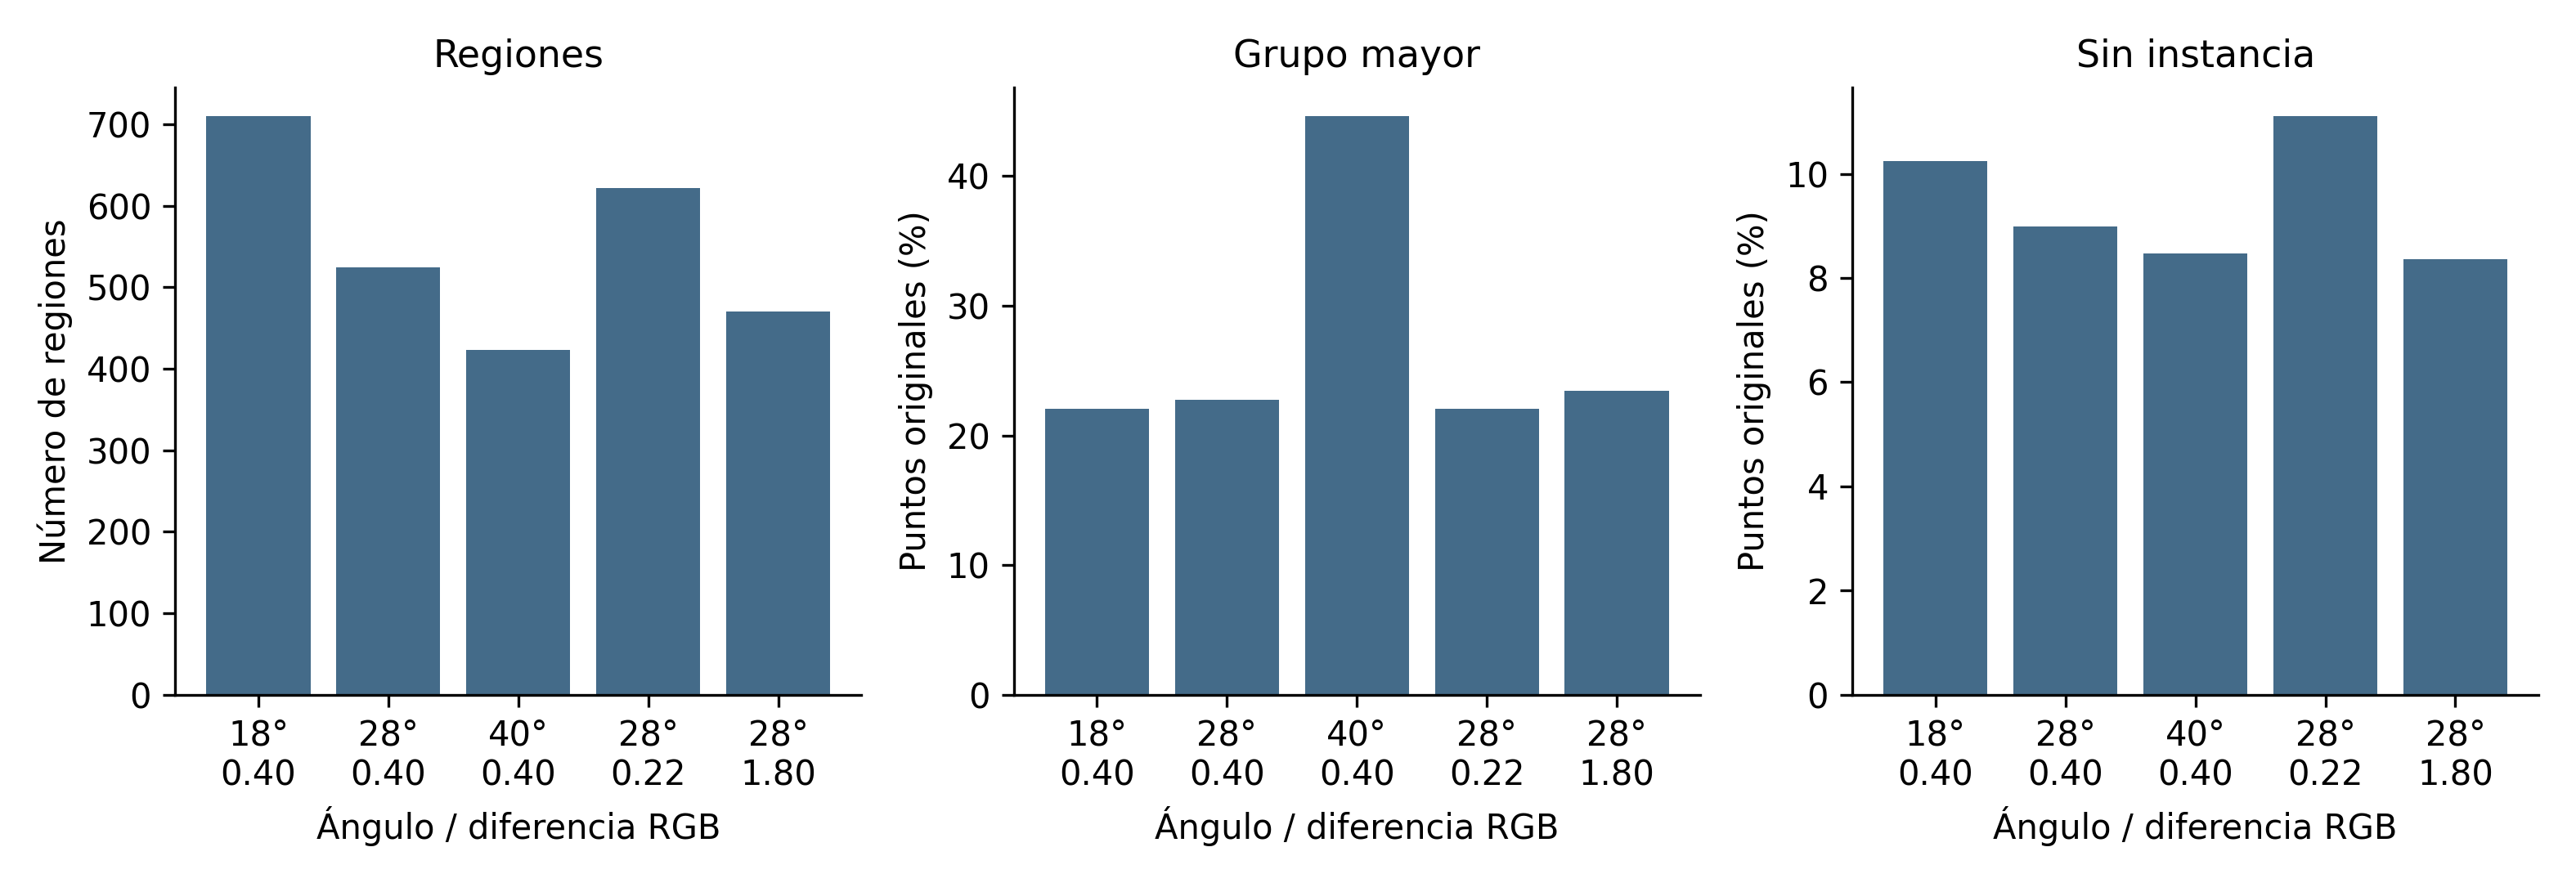 Regiones
Número de regiones
700
600
500
400
300
200
100
0
18° 28° 40° 28° 28°
0.40 0.40 0.40 0.22 1.80
Ángulo / diferencia RGB
Grupo mayor
Puntos originales (%)
40
30
20
10
0
18° 28° 40° 28° 28°
0.40 0.40 0.40 0.22 1.80
Ángulo / diferencia RGB
Sin instancia
Puntos originales (%)
10
8
6
4
2
0
18° 28° 40° 28° 28°
0.40 0.40 0.40 0.22 1.80
Ángulo / diferencia RGB